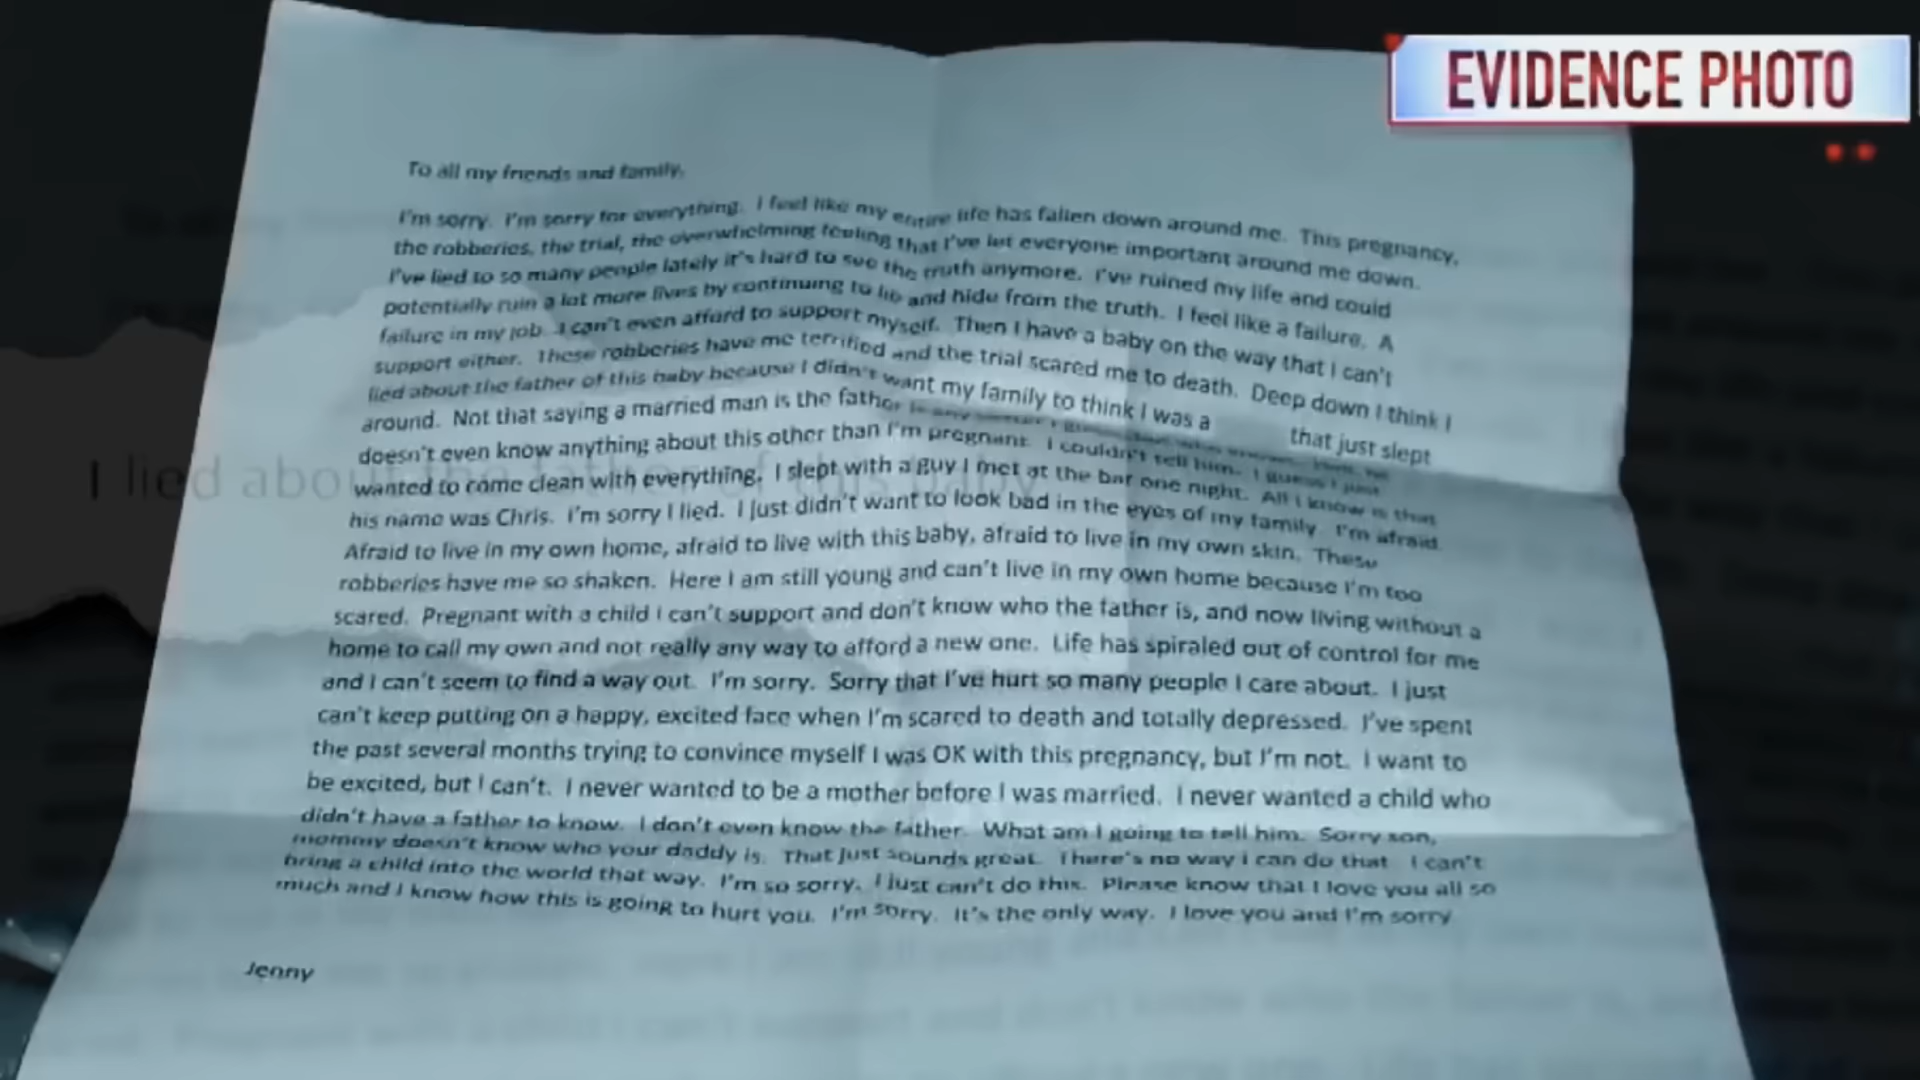 EVIDENCE PHOTO
To all my friends and family,
I'm sorry. I'm sorry for everything. I feel like my entire life has fallen down around me. This pregnancy,
the robberies, the trial, the overwhelming feeling that I've let everyone important around me down.
I've lied to so many people lately it's hard to see the truth anymore. I've ruined my life and could
potentially ruin a lot more lives by continuing to lie and hide from the truth. I feel like a failure. A
failure in my job. I can't even afford to support myself. Then I have a baby on the way that I can't
support either. These robberies have me terrified and the trial scared me to death. Deep down I think I
lied about the father of this baby because I didn't want my family to think I was a that just slept
around. Not that saying a married man is the father
doesn't even know anything about this other than I'm pregnant. I couldn't tell him. I guess I just
wanted to come clean with everything. I slept with a guy I met at the bar one night. All I know is that
his name was Chris. I'm sorry I lied. I just didn't want to look bad in the eyes of my family. I'm afraid.
Afraid to live in my own home, afraid to live with this baby, afraid to live in my own skin. These
robberies have me so shaken. Here I am still young and can't live in my own home because I'm too
scared. Pregnant with a child I can't support and don't know who the father is, and now living without a
home to call my own and not really any way to afford a new one. Life has spiraled out of control for me
and I can't seem to find a way out. I'm sorry. Sorry that I've hurt so many people I care about. I just
can't keep putting on a happy, excited face when I'm scared to death and totally depressed. I've spent
the past several months trying to convince myself I was OK with this pregnancy, but I'm not. I want to
be excited, but I can't. I never wanted to be a mother before I was married. I never wanted a child who
didn't have a father to know. I don't even know the father. What am I going to tell him. Sorry son,
mommy doesn't know who your daddy is. That just sounds great. There's no way I can do that. I can't
bring a child into the world that way. I'm so sorry. I just can't do this. Please know that I love you all so
much and I know how this is going to hurt you. I'm sorry. It's the only way. I love you and I'm sorry
Jenny
I lied about the father of this baby